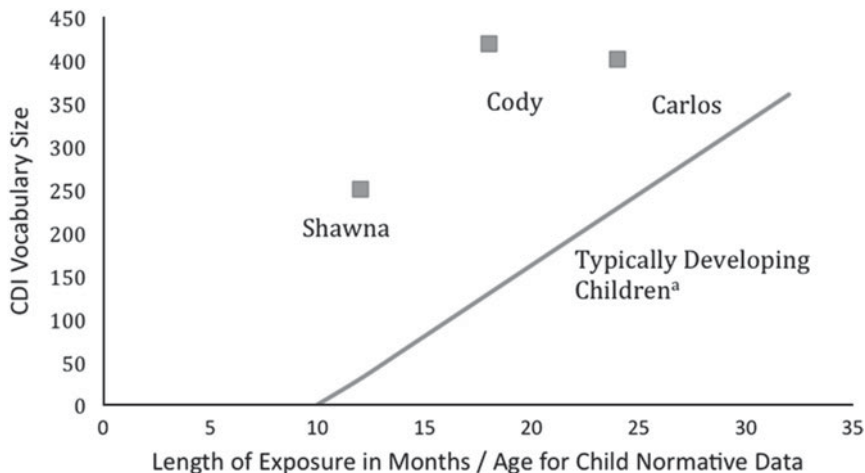 450
400
350
300
250
200
150
100
50
0
CDI Vocabulary Size
Cody
Carlos
Shawna
Typically Developing
Childrenᵃ
0 5 10 15 20 25 30 35
Length of Exposure in Months / Age for Child Normative Data